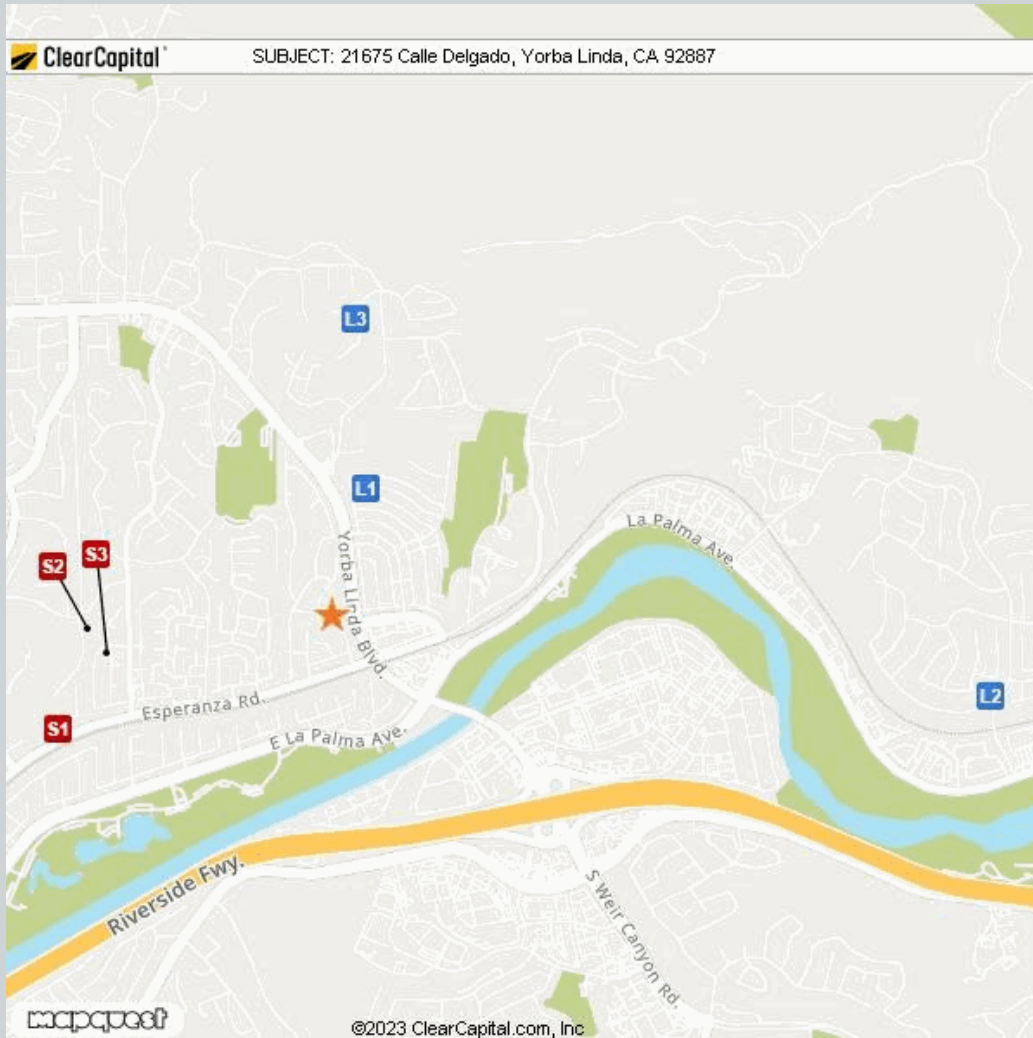 ClearCapital SUBJECT: 21675 Calle Delgado, Yorba Linda, CA 92887
L3
L1
Yorba Linda Blvd.
La Palma Ave.
S2
S3
L2
Esperanza Rd.
S1
E La Palma Ave.
Riverside Fwy.
S Weir Canyon Rd.
mapquest
©2023 ClearCapital.com, Inc